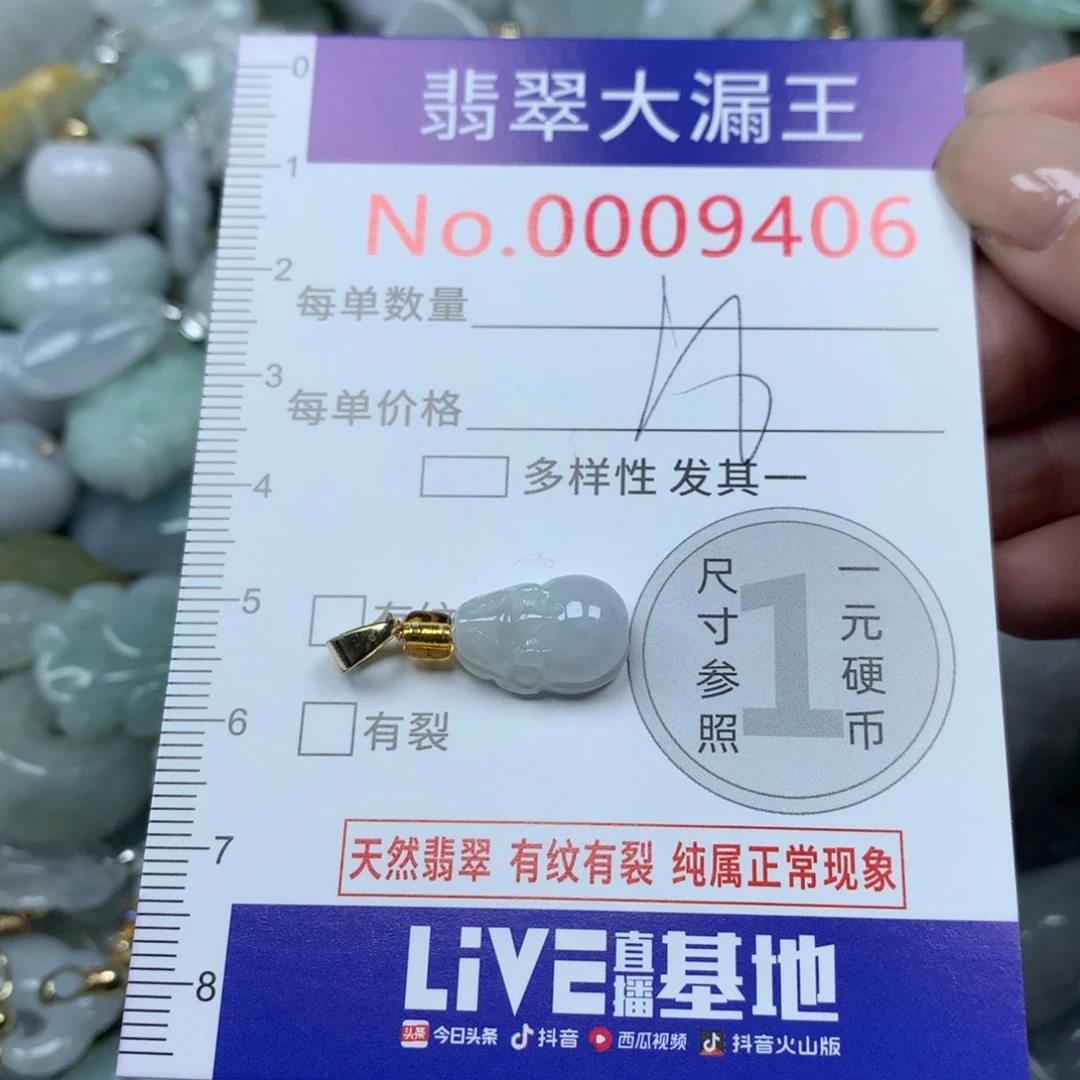 翡翠大漏王
No.0009406
每单数量
每单价格
多样性 发其一
有纹
有裂
尺寸参照
1
一元硬币
天然翡翠 有纹有裂 纯属正常现象
LiVE直播基地
头条 今日头条 抖音 西瓜视频 抖音火山版
0
1
2
3
4
5
6
7
8